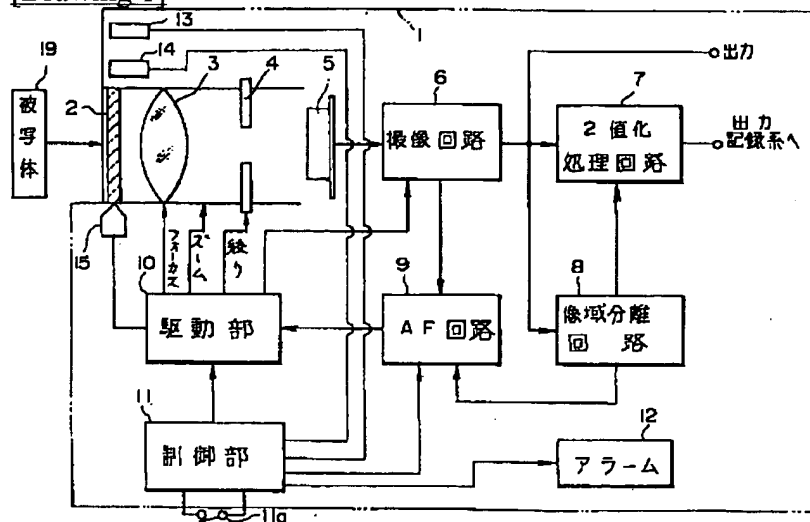 [Drawing 1]
13
1
14
19
2
3
4
5
6
7
出力
被写体
撮像回路
2値化
処理回路
出力
記録系へ
15
フォーカス
ズーム
絞り
10
9
8
駆動部
AF回路
像域分離
回路
11
12
制御部
アラーム
11a